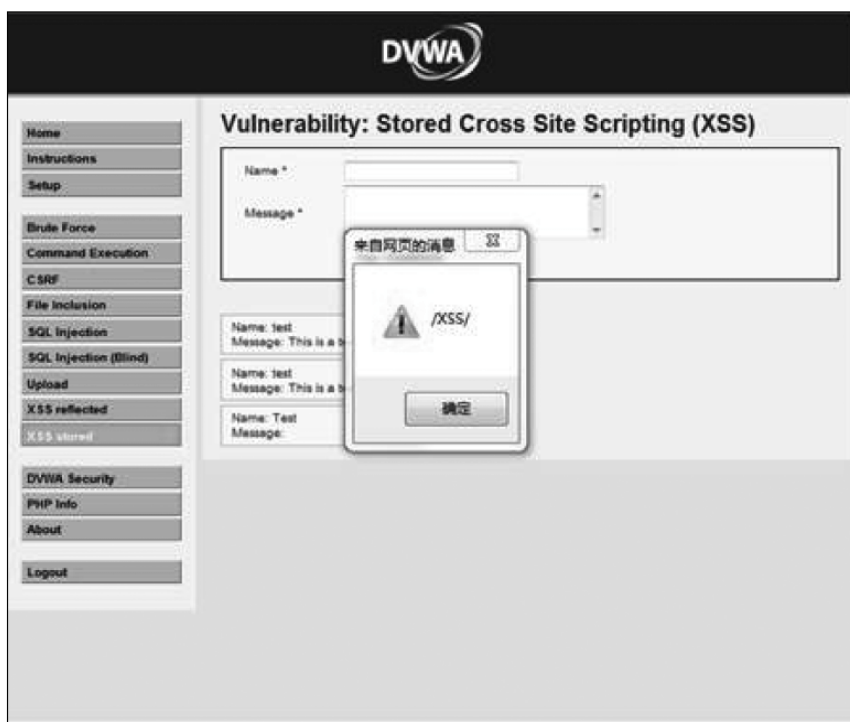 DVWA
Home
Instructions
Setup
Brute Force
Command Execution
CSRF
File Inclusion
SQL Injection
SQL Injection (Blind)
Upload
XSS reflected
XSS stored
DVWA Security
PHP Info
About
Logout
Vulnerability: Stored Cross Site Scripting (XSS)
Name *
Message *
来自网页的消息
/XSS/
确定
Name: test
Message: This is a
Name: test
Message: This is a
Name: Test
Message: